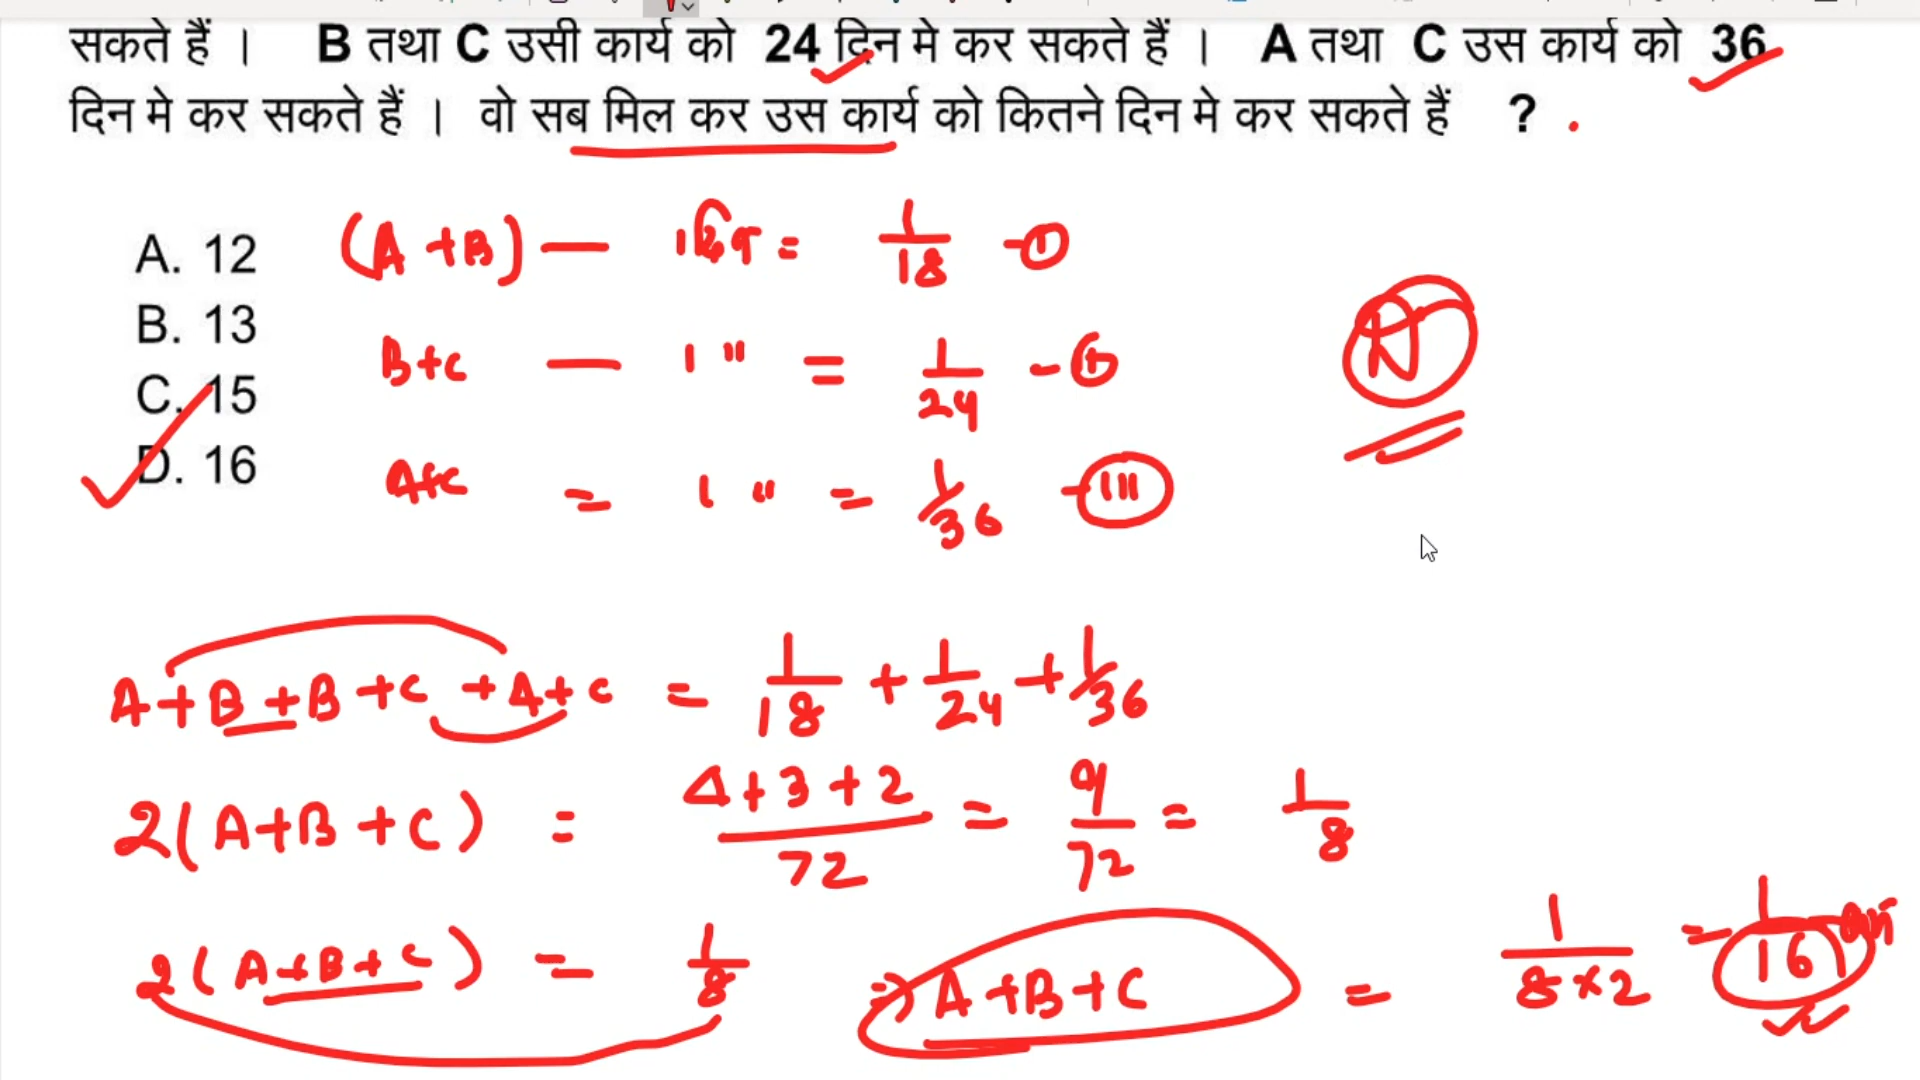 सकते हैं । B तथा C उसी कार्य को 24 दिन मे कर सकते हैं । A तथा C उस कार्य को 36
दिन मे कर सकते हैं । वो सब मिल कर उस कार्य को कितने दिन मे कर सकते हैं ?
A. 12
B. 13
C. 15
D. 16
(A+B) — 1 दिन = 1/18 - ①
B+C — 1 " = 1/24 -
A+C = 1 " = 1/36 - III
A+B+B+C+A+C = 1/18 + 1/24 + 1/36
2(A+B+C) = 4+3+2/72 = 9/72 = 1/8
2(A+B+C) = 1/8 ⇒ A+B+C = 1/8×2 = 1/16